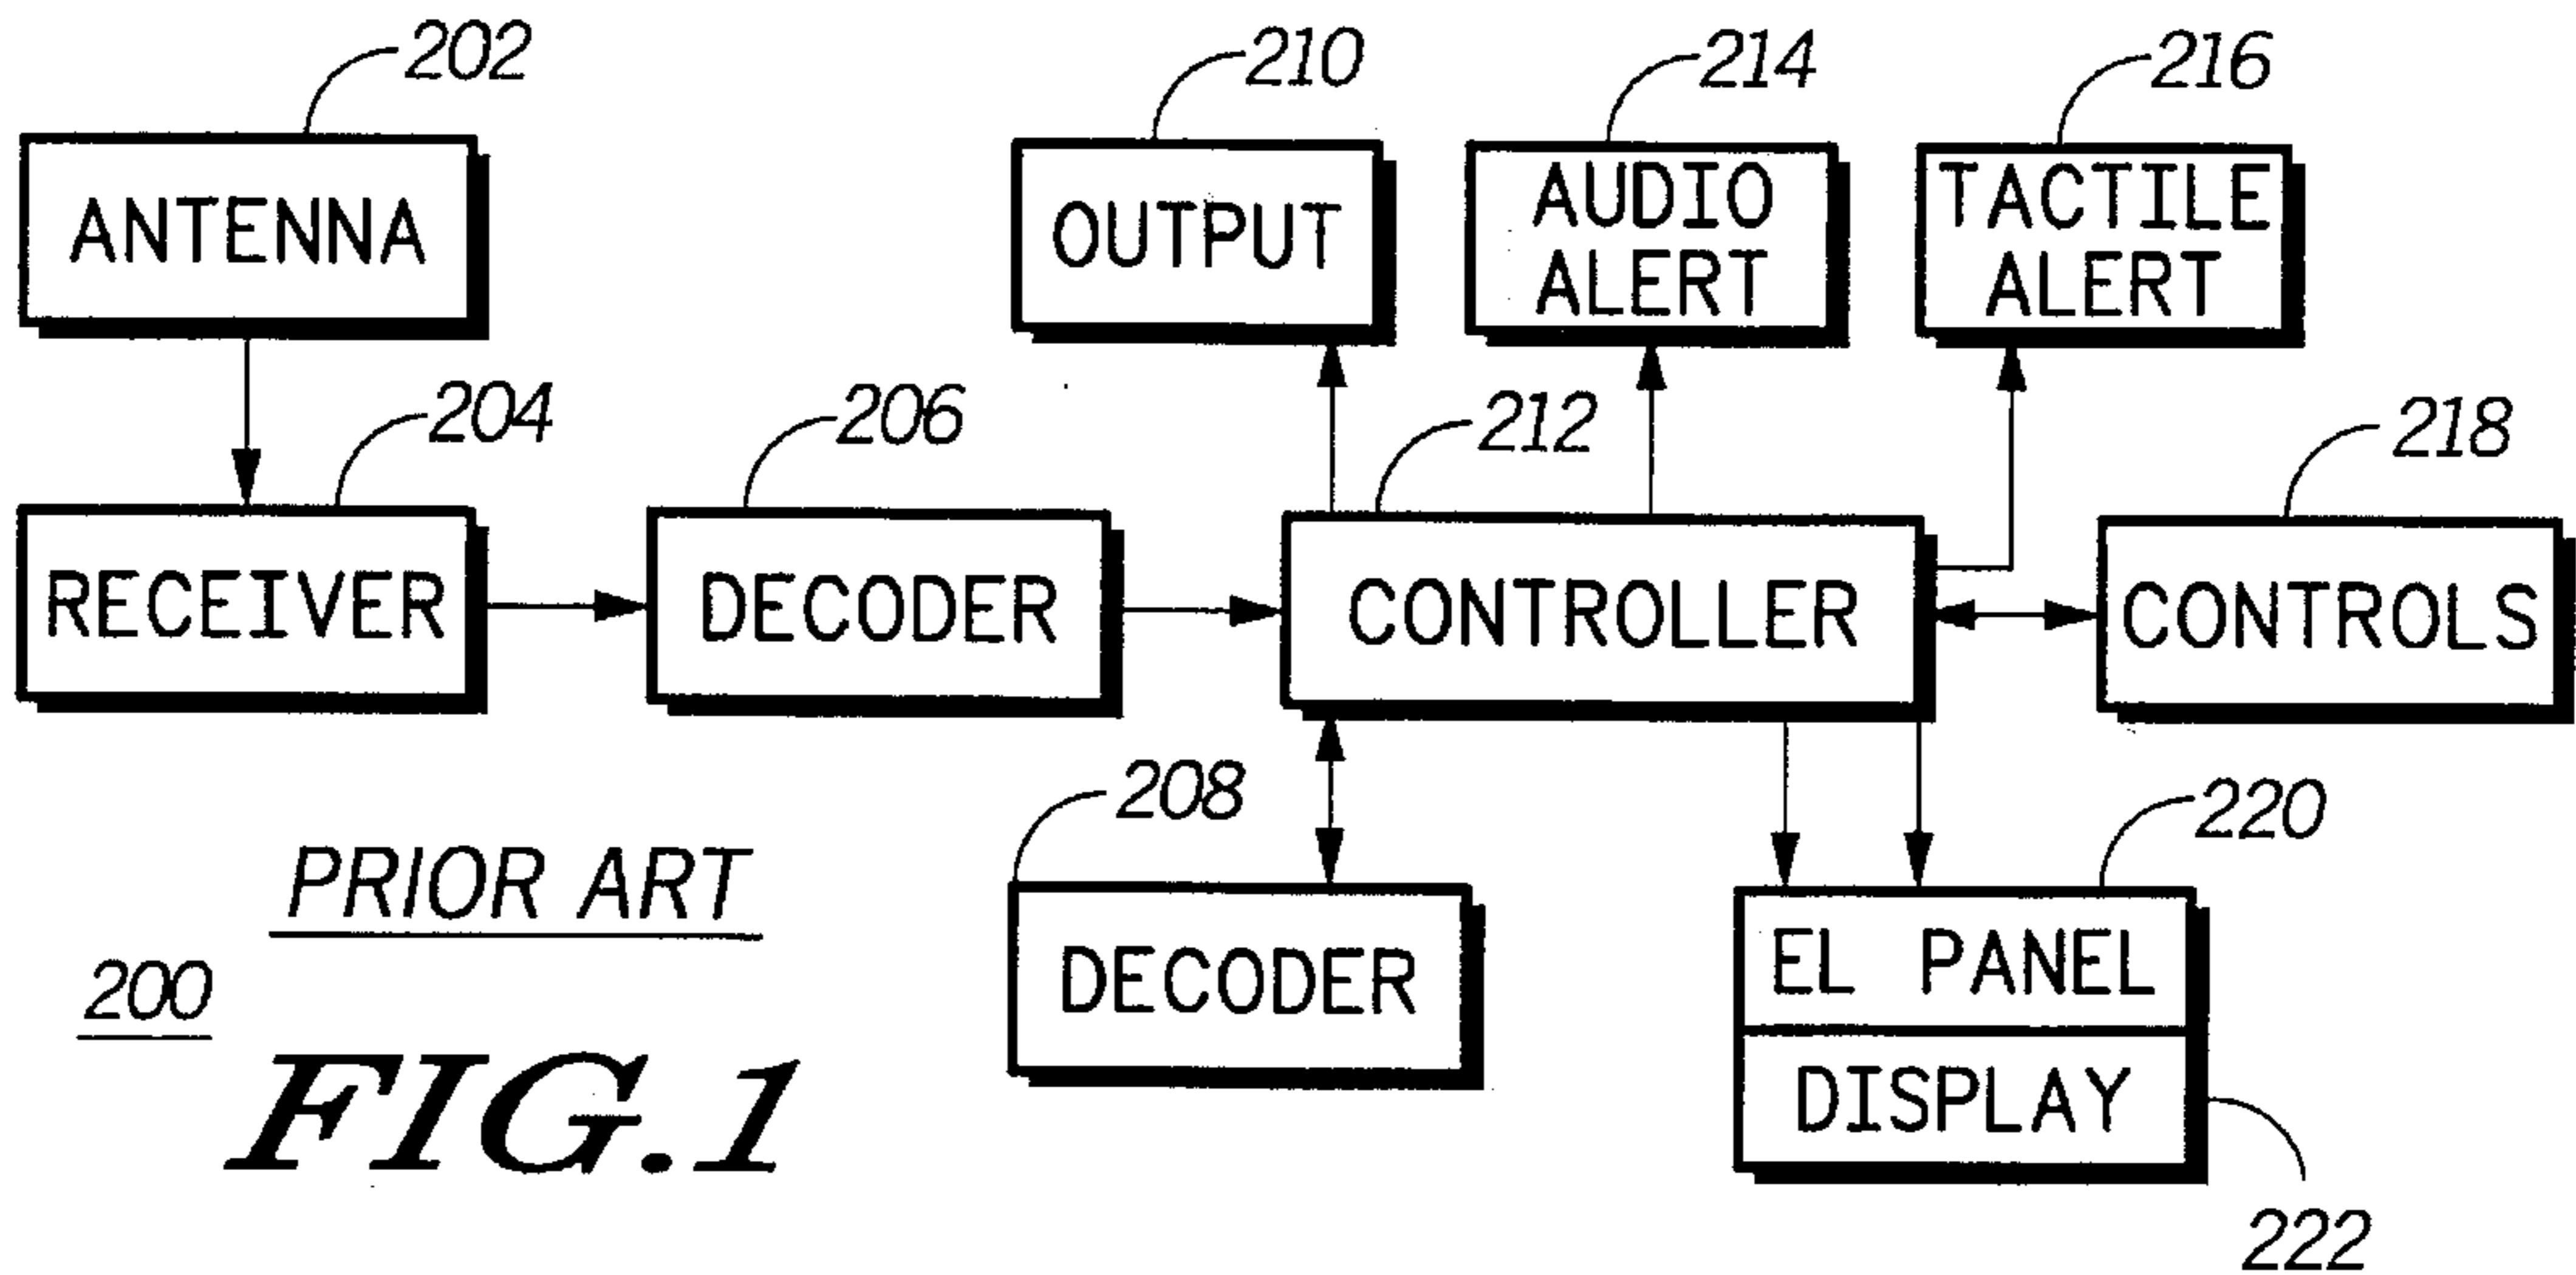 202
210
214
216
ANTENNA
OUTPUT
AUDIO
ALERT
TACTILE
ALERT
204
206
212
218
RECEIVER
DECODER
CONTROLLER
CONTROLS
208
220
PRIOR ART
DECODER
EL PANEL
200
DISPLAY
FIG.1
222